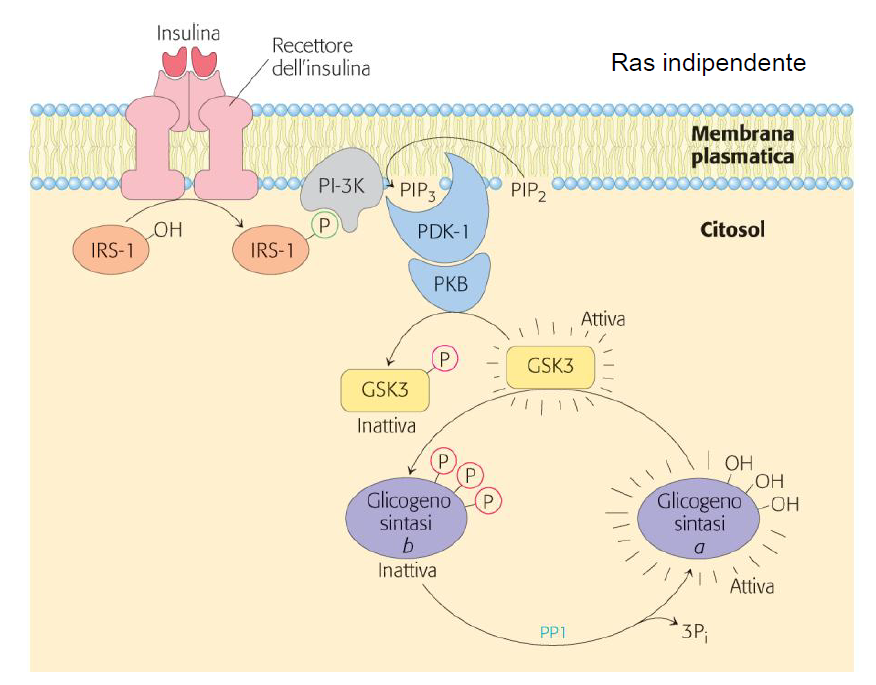 Insulina
Recettore
dell'insulina
Ras indipendente
Membrana
plasmatica
PI-3K
PIP3
PIP2
OH
P
IRS-1
IRS-1
PDK-1
Citosol
PKB
Attiva
P
GSK3
GSK3
Inattiva
P
P
P
Glicogeno
sintasi
b
Inattiva
OH
OH
OH
Glicogeno
sintasi
a
Attiva
PP1
3Pi